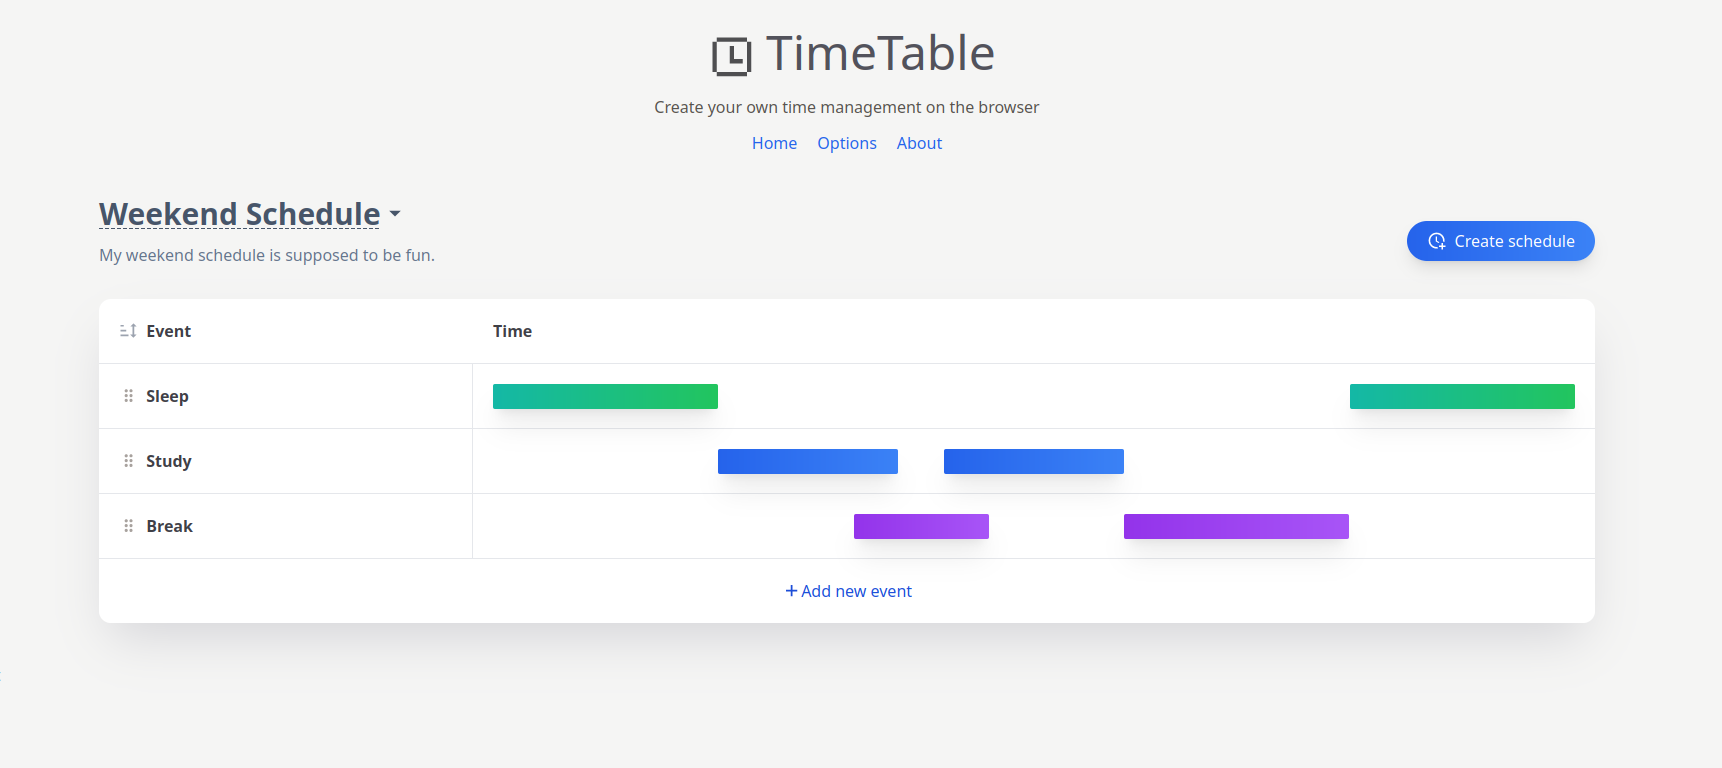 TimeTable
Create your own time management on the browser
Home Options About
Weekend Schedule
My weekend schedule is supposed to be fun.
Create schedule
Event Time
Sleep
Study
Break
+ Add new event